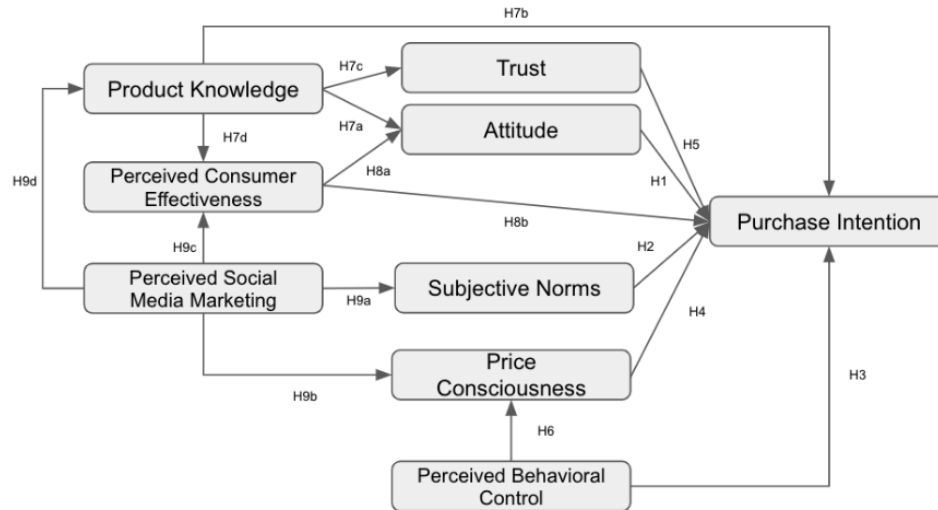 H7b
Trust
H7c
Product Knowledge
H7a
Attitude
H7d
H5
H9d
Perceived Consumer
Effectiveness
H8a
H1
H8b
Purchase Intention
H9c
H2
Perceived Social
Media Marketing
H9a
Subjective Norms
H4
Price
Consciousness
H9b
H3
H6
Perceived Behavioral
Control